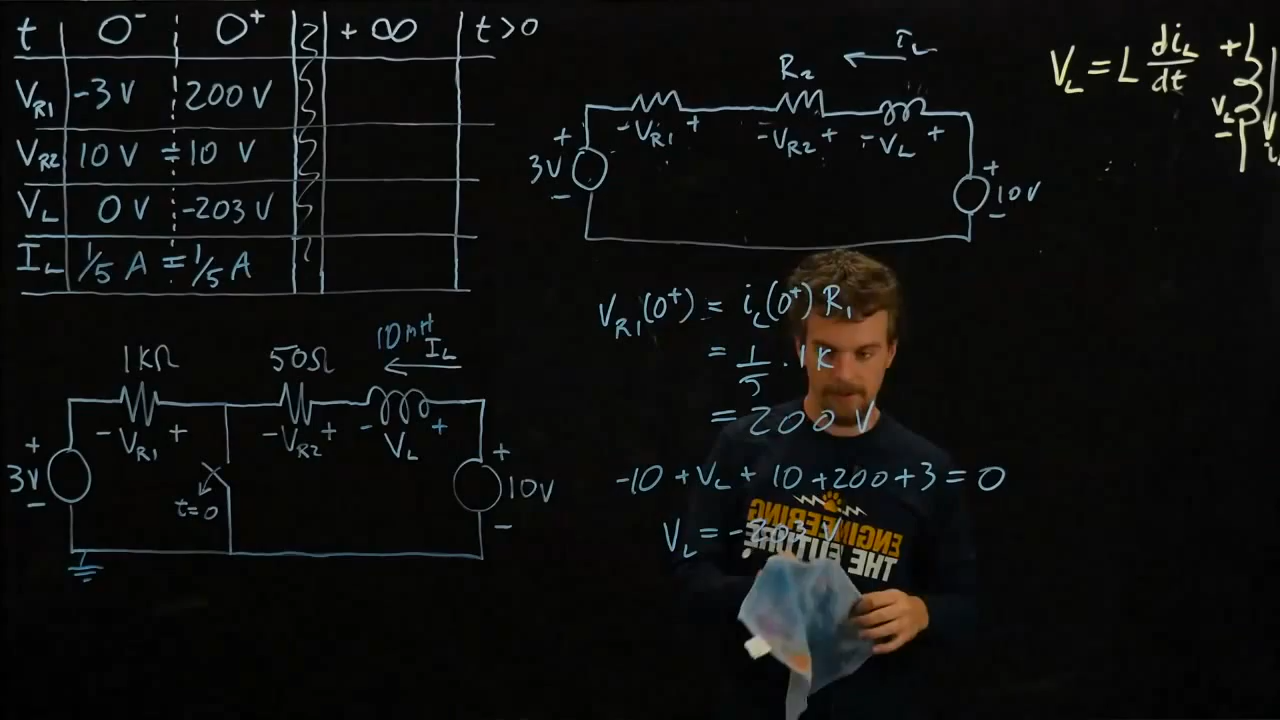 t 0⁻ 0⁺ +∞ t>0
V_R1 -3 V 200 V
V_R2 10 V = 10 V
V_L 0 V -203 V
I_L 1/5 A = 1/5 A
1kΩ 50Ω 10mH I_L
- V_R1 + - V_R2 + - V_L +
+ 3V -
t=0
+ 10V -
R₂ i_L
- V_R1 + - V_R2 + - V_L +
+ 3V -
+ 10V -
V_L = L di_L/dt
+ V_L -
V_R1(0⁺) = i_L(0⁺) R₁
= 1/5 · 1K
= 200 V
-10 + V_L + 10 + 200 + 3 = 0
V_L = -203 V
ENGINEERING
THE FUTURE